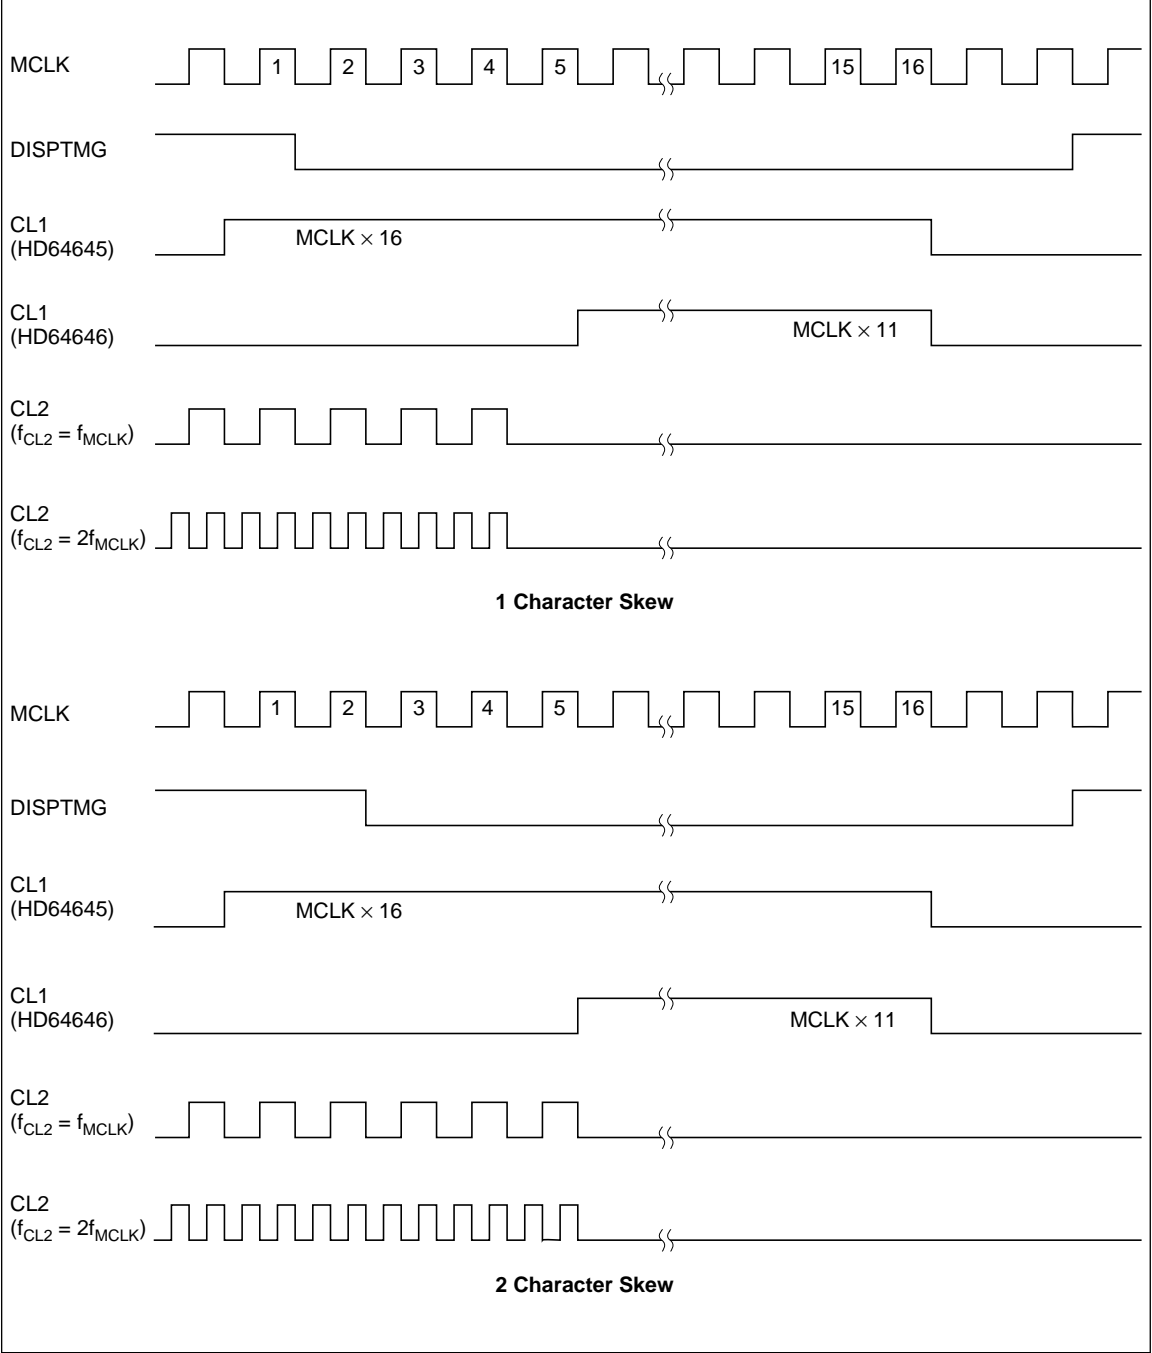 MCLK 1 2 3 4 5 15 16
DISPTMG
CL1
(HD64645)
MCLK × 16
CL1
(HD64646)
MCLK × 11
CL2
(fCL2 = fMCLK)
CL2
(fCL2 = 2fMCLK)
1 Character Skew
MCLK 1 2 3 4 5 15 16
DISPTMG
CL1
(HD64645)
MCLK × 16
CL1
(HD64646)
MCLK × 11
CL2
(fCL2 = fMCLK)
CL2
(fCL2 = 2fMCLK)
2 Character Skew